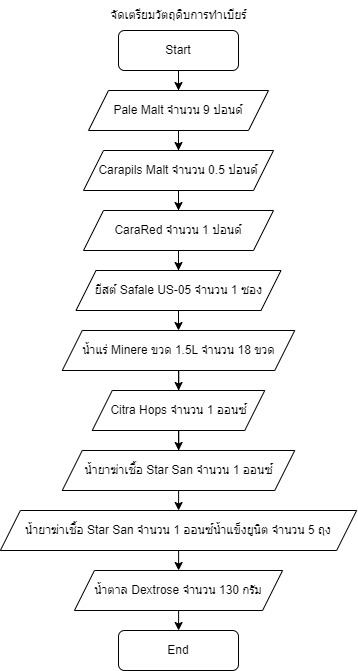 จัดเตรียมวัตถุดิบการทำเบียร์
Start
Pale Malt จำนวน 9 ปอนด์
Carapils Malt จำนวน 0.5 ปอนด์
CaraRed จำนวน 1 ปอนด์
ยีสต์ Safale US-05 จำนวน 1 ซอง
น้ำแร่ Minere ขวด 1.5L จำนวน 18 ขวด
Citra Hops จำนวน 1 ออนซ์
น้ำยาฆ่าเชื้อ Star San จำนวน 1 ออนซ์
น้ำยาฆ่าเชื้อ Star San จำนวน 1 ออนซ์น้ำแข็งยูนิต จำนวน 5 ถุง
น้ำตาล Dextrose จำนวน 130 กรัม
End